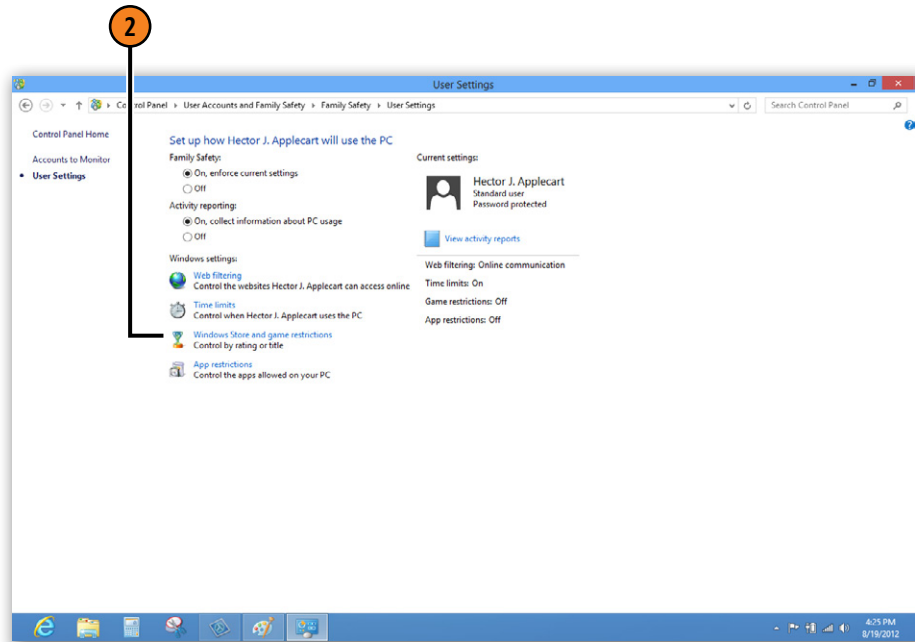 2
User Settings
Control Panel ▸ User Accounts and Family Safety ▸ Family Safety ▸ User Settings
Search Control Panel
Control Panel Home
Accounts to Monitor
User Settings
Set up how Hector J. Applecart will use the PC
Family Safety:
On, enforce current settings
Off
Activity reporting:
On, collect information about PC usage
Off
Windows settings:
Web filtering
Control the websites Hector J. Applecart can access online
Time limits
Control when Hector J. Applecart uses the PC
Windows Store and game restrictions
Control by rating or title
App restrictions
Control the apps allowed on your PC
Current settings:
Hector J. Applecart
Standard user
Password protected
View activity reports
Web filtering: Online communication
Time limits: On
Game restrictions: Off
App restrictions: Off
4:25 PM
8/19/2012